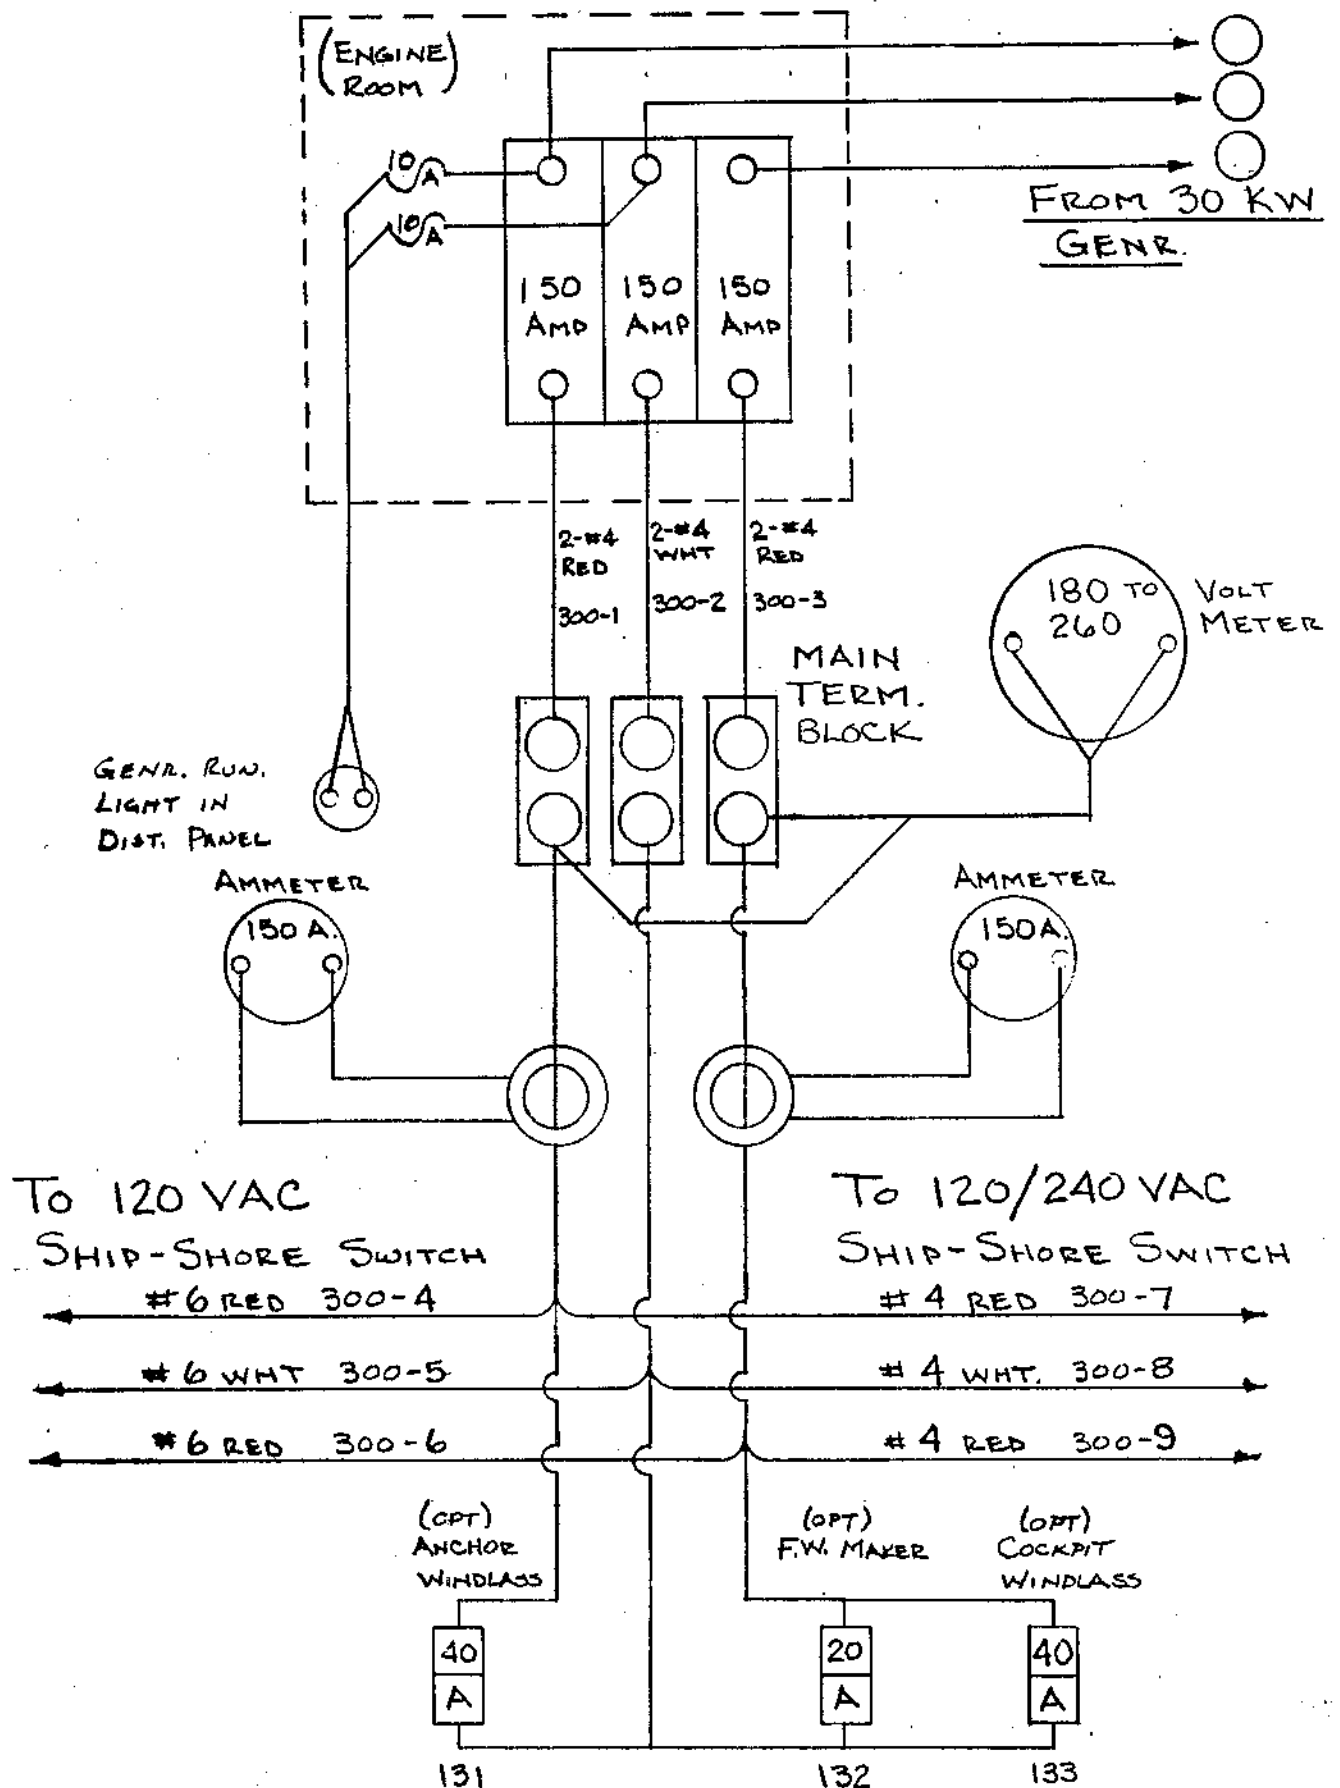 (ENGINE
ROOM)
10
A
10
A
FROM 30 KW
GENR.
150
AMP
150
AMP
150
AMP
2-#4
RED
300-1
2-#4
WHT
300-2
2-#4
RED
300-3
180 TO
260
VOLT
METER
MAIN
TERM.
BLOCK
GENR. RUN.
LIGHT IN
DIST. PANEL
AMMETER
150 A.
AMMETER
150A.
TO 120 VAC
SHIP-SHORE SWITCH
TO 120/240 VAC
SHIP-SHORE SWITCH
#6 RED 300-4
#4 RED 300-7
#6 WHT 300-5
#4 WHT. 300-8
#6 RED 300-6
#4 RED 300-9
(OPT)
ANCHOR
WINDLASS
(OPT)
F.W. MAKER
(OPT)
COCKPIT
WINDLASS
40
A
20
A
40
A
131
132
133